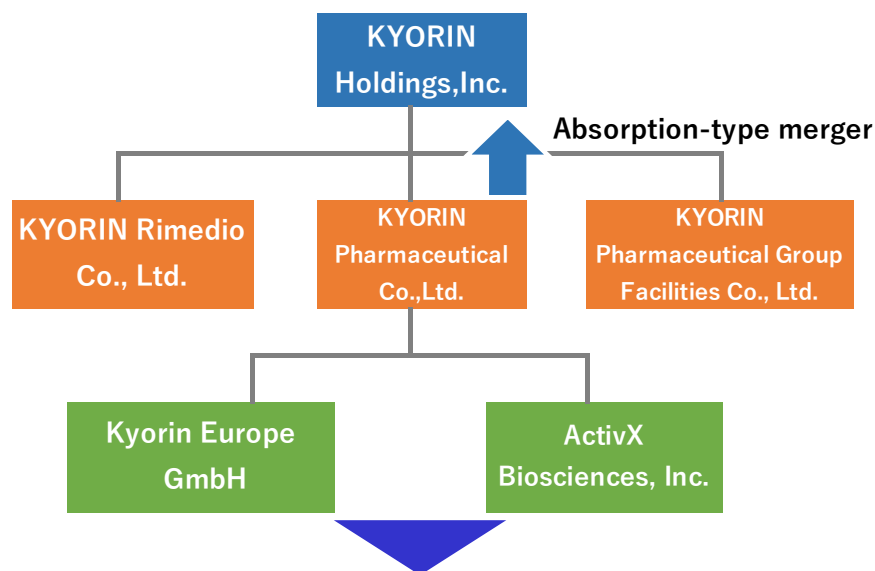 KYORIN
Holdings,Inc.
Absorption-type merger
KYORIN Rimedio
Co., Ltd.
KYORIN
Pharmaceutical
Co.,Ltd.
KYORIN
Pharmaceutical Group
Facilities Co., Ltd.
Kyorin Europe
GmbH
ActivX
Biosciences, Inc.